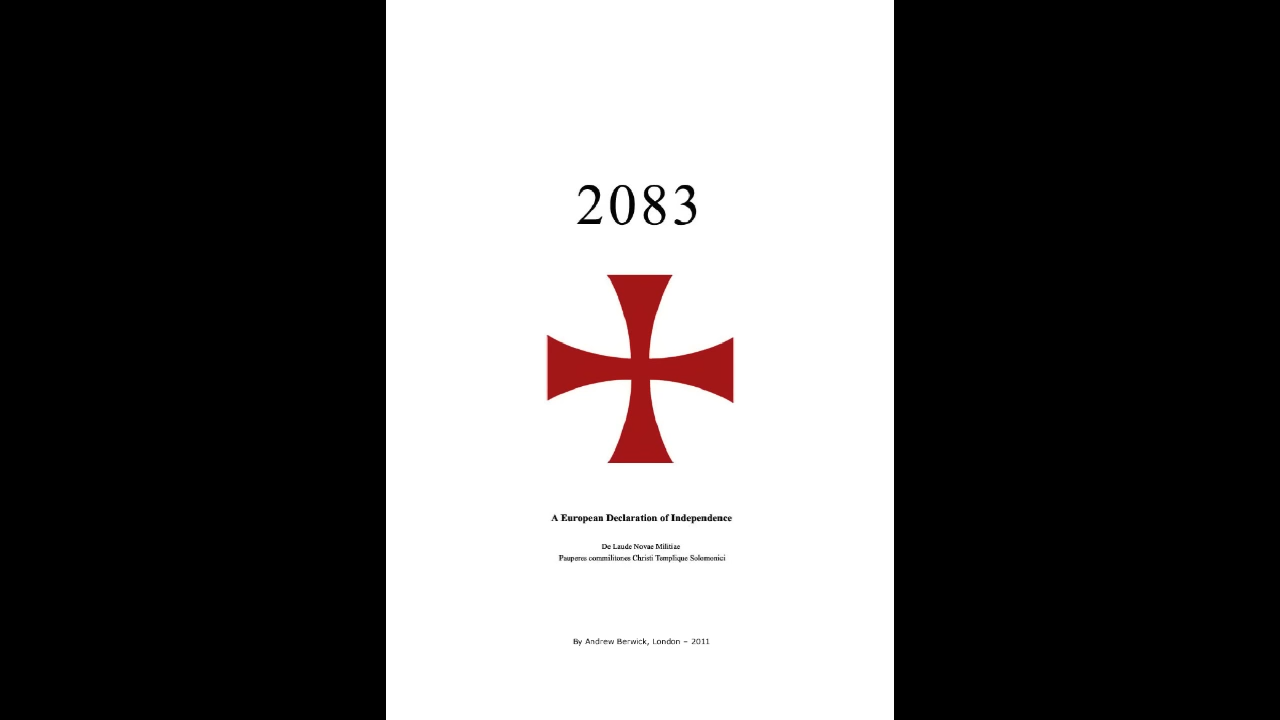 2083
A European Declaration of Independence
De Laude Novae Militiae
Pauperes commilitones Christi Templique Solomonici
By Andrew Berwick, London – 2011